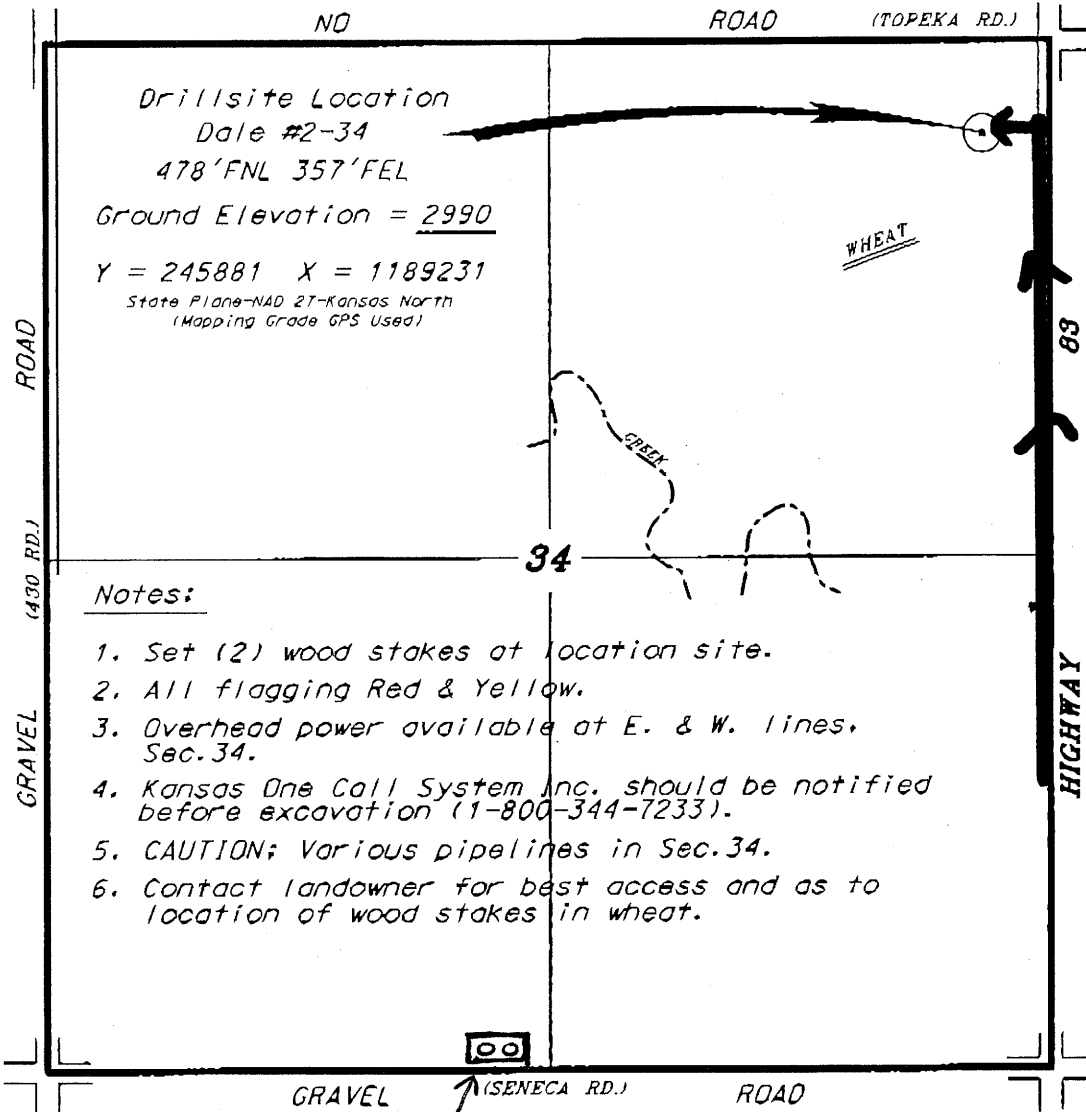 NO ROAD (TOPEKA RD.)
Drillsite Location
Dale #2-34
478'FNL 357'FEL
Ground Elevation = 2990
Y = 245881 X = 1189231
State Plane-NAD 27-Kansas North
(Mapping Grade GPS Used)
WHEAT
CREEK
34
GRAVEL (430 RD.) ROAD
HIGHWAY 83
Notes:
1. Set (2) wood stakes at location site.
2. All flagging Red & Yellow.
3. Overhead power available at E. & W. lines,
Sec.34.
4. Kansas One Call System Inc. should be notified
before excavation (1-800-344-7233).
5. CAUTION: Various pipelines in Sec.34.
6. Contact landowner for best access and as to
location of wood stakes in wheat.
GRAVEL (SENECA RD.) ROAD